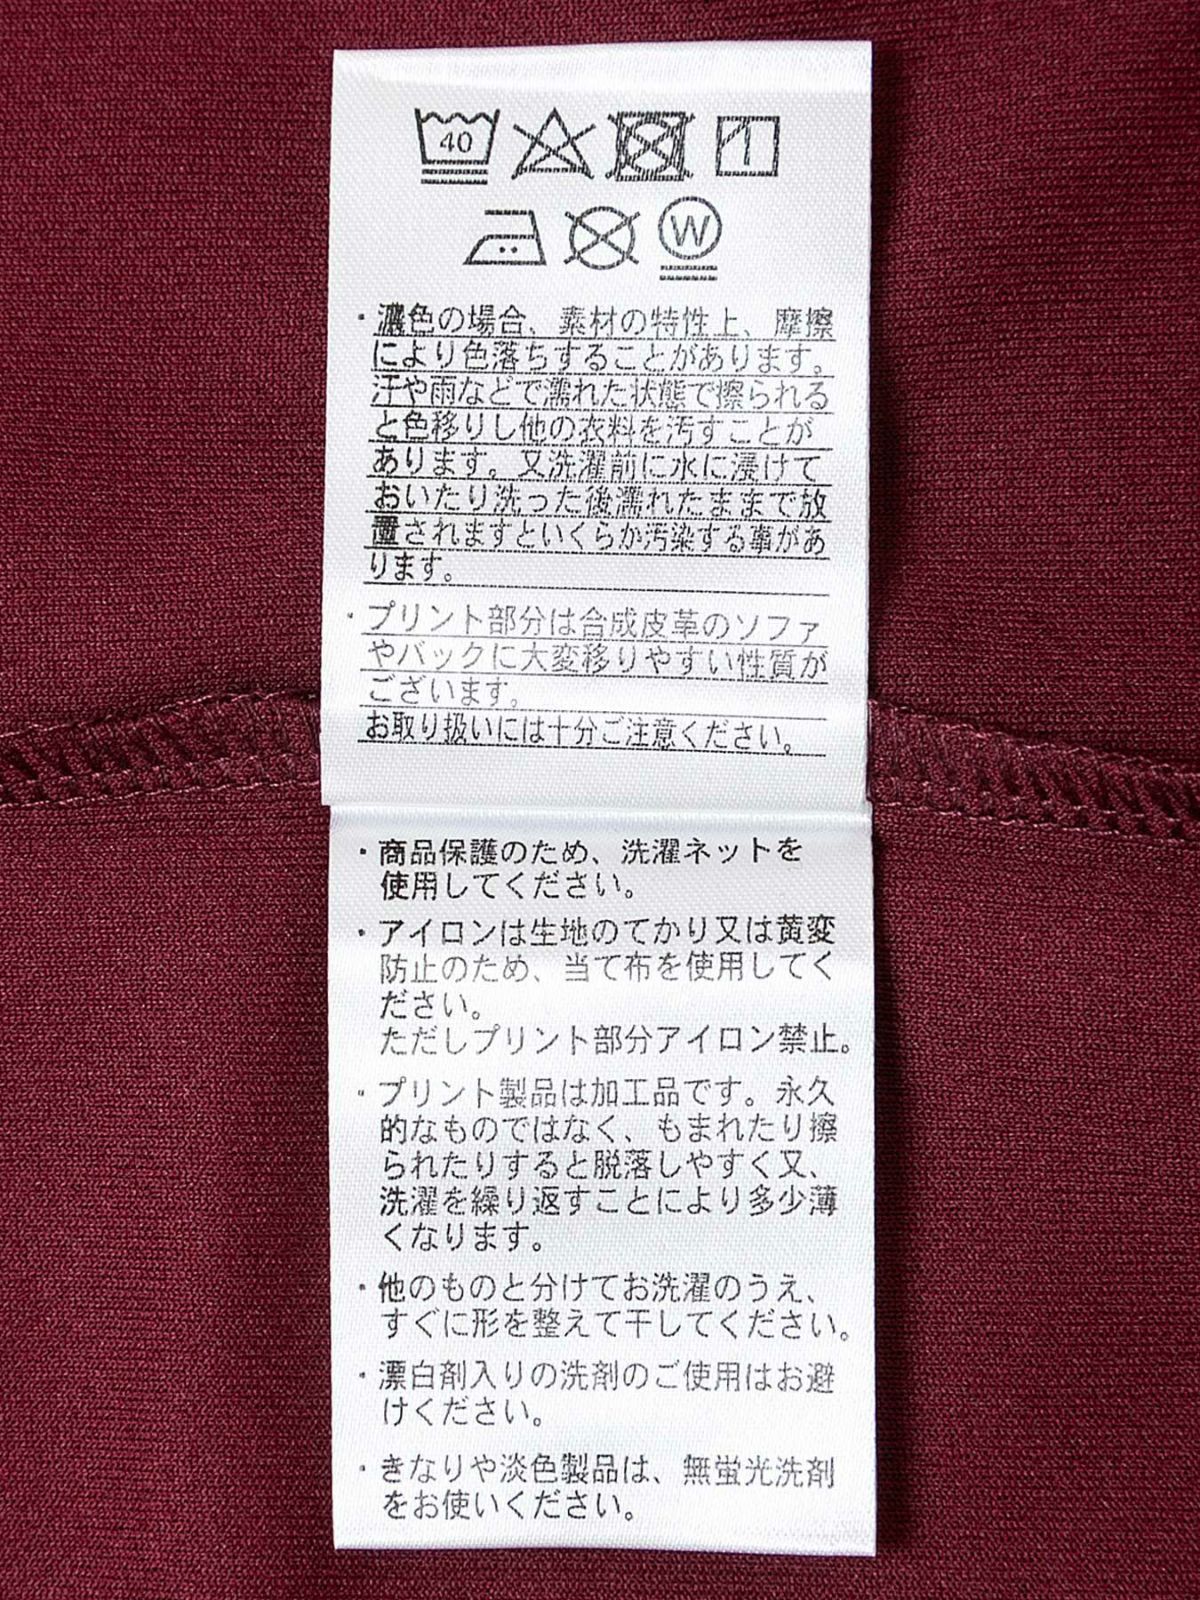 40
W
・濃色の場合、素材の特性上、摩擦
により色落ちすることがあります。
汗や雨などで濡れた状態で擦られる
と色移りし他の衣料を汚すことが
あります。又洗濯前に水に浸けて
おいたり洗った後濡れたままで放
置されますといくらか汚染する事があ
ります。
・プリント部分は合成皮革のソファ
やバックに大変移りやすい性質が
ございます。
お取り扱いには十分ご注意ください。
・商品保護のため、洗濯ネットを
使用してください。
・アイロンは生地のてかり又は黄変
防止のため、当て布を使用してく
ださい。
ただしプリント部分アイロン禁止。
・プリント製品は加工品です。永久
的なものではなく、もまれたり擦
られたりすると脱落しやすく又、
洗濯を繰り返すことにより多少薄
くなります。
・他のものと分けてお洗濯のうえ、
すぐに形を整えて干してください。
・漂白剤入りの洗剤のご使用はお避
けください。
・きなりや淡色製品は、無蛍光洗剤
をお使いください。